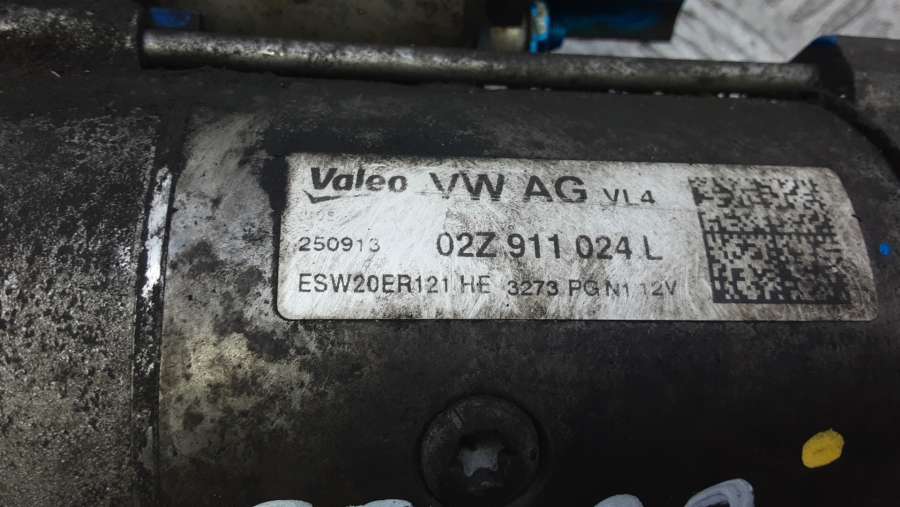 Valeo VW AG VL4
250913 02Z 911 024 L
ESW20ER121 HE 3273 PG N1 12V